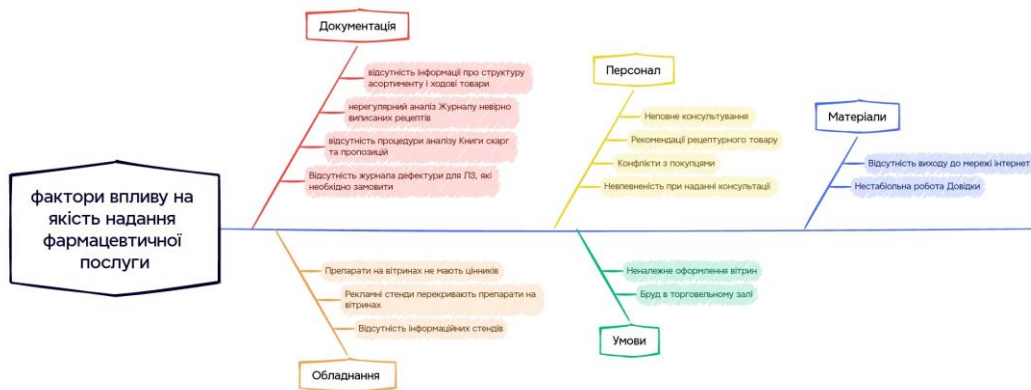 Документація
відсутність інформації про структуру
асортименту і ходові товари
нерегулярний аналіз Журналу невірно
виписаних рецептів
відсутність процедури аналізу Книги скарг
та пропозицій
Відсутність журнала дефектури для ЛЗ, які
необхідно замовити
Персонал
Неповне консультування
Рекомендації рецептурного товару
Конфлікти з покупцями
Невпевненість при наданні консультації
Матеріали
Відсутність виходу до мережі інтернет
Нестабільна робота Довідки
фактори впливу на
якість надання
фармацевтичної
послуги
Препарати на вітринах не мають цінників
Рекламні стенди перекривають препарати на
вітринах
Відсутність інформаційних стендів
Обладнання
Неналежне оформлення вітрин
Бруд в торговельному залі
Умови